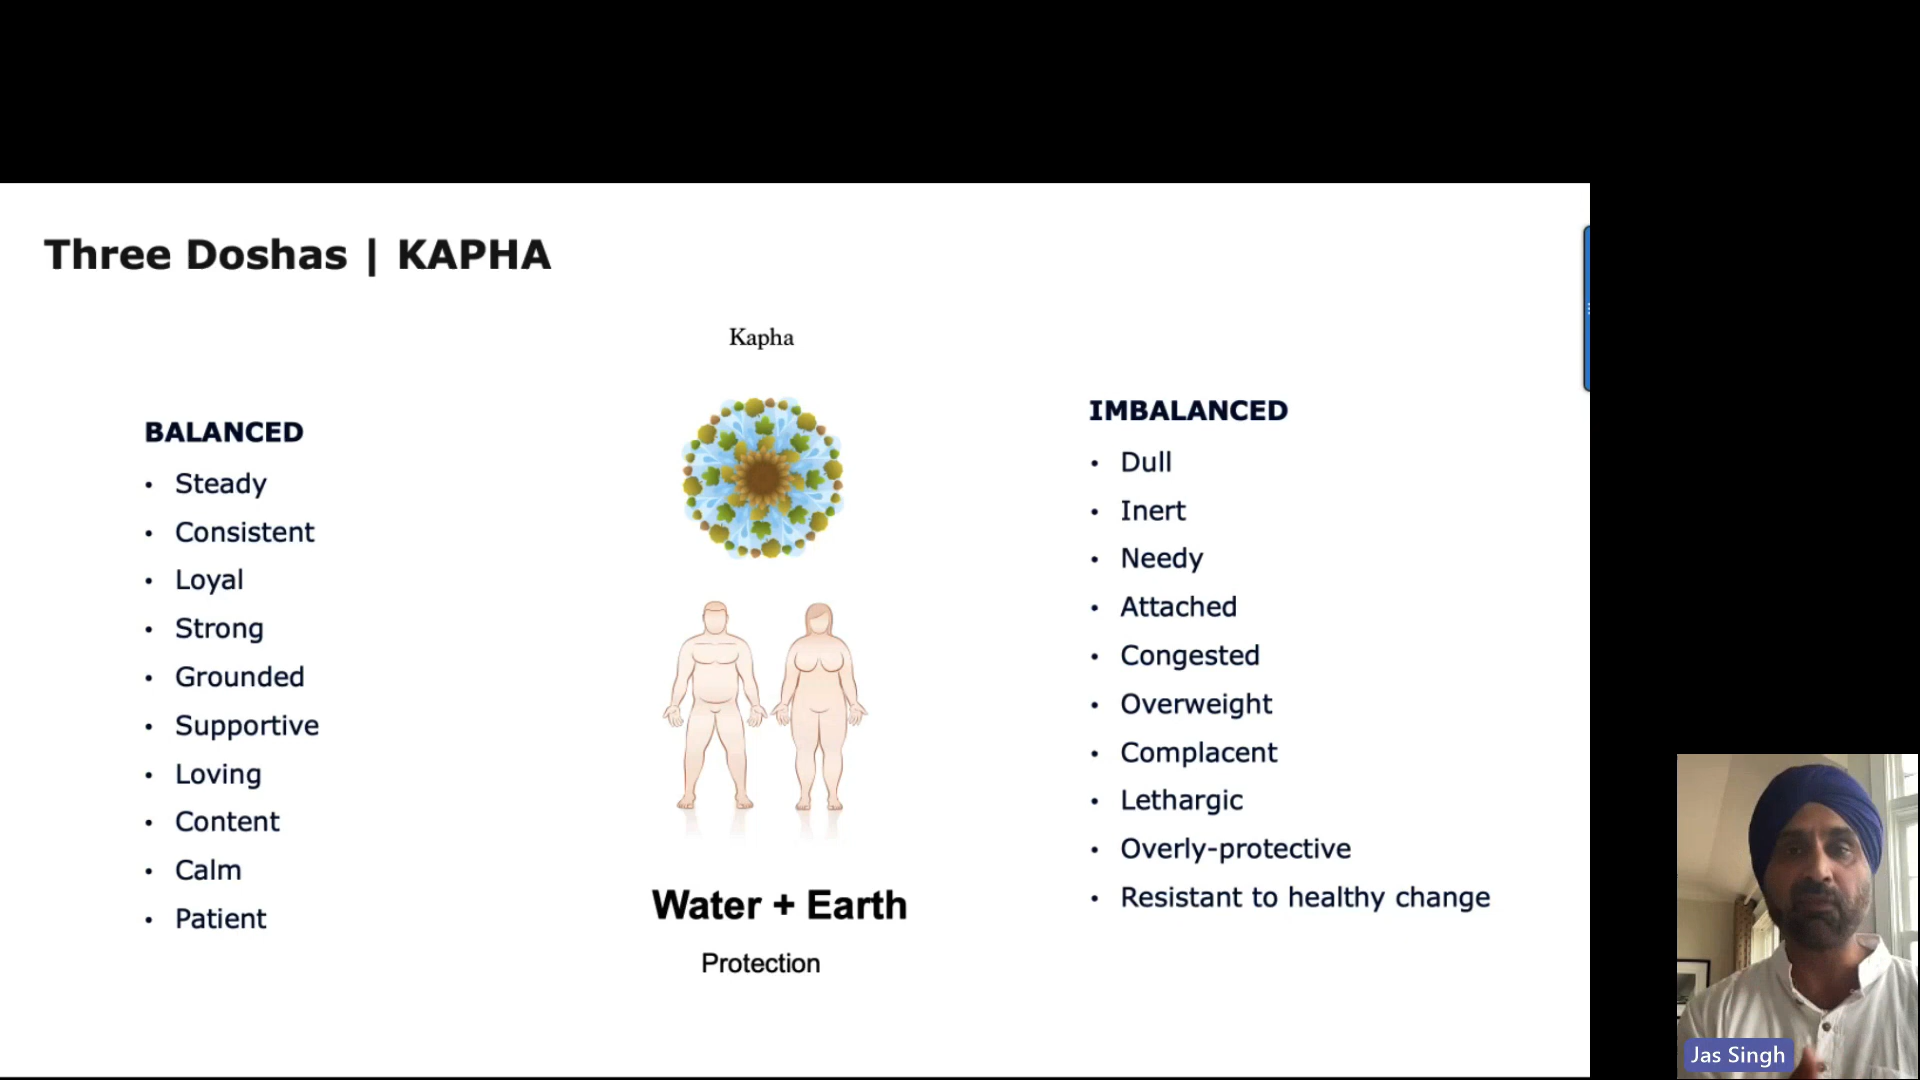 Three Doshas | KAPHA
Kapha
BALANCED
• Steady
• Consistent
• Loyal
• Strong
• Grounded
• Supportive
• Loving
• Content
• Calm
• Patient
Water + Earth
Protection
IMBALANCED
• Dull
• Inert
• Needy
• Attached
• Congested
• Overweight
• Complacent
• Lethargic
• Overly-protective
• Resistant to healthy change
Jas Singh